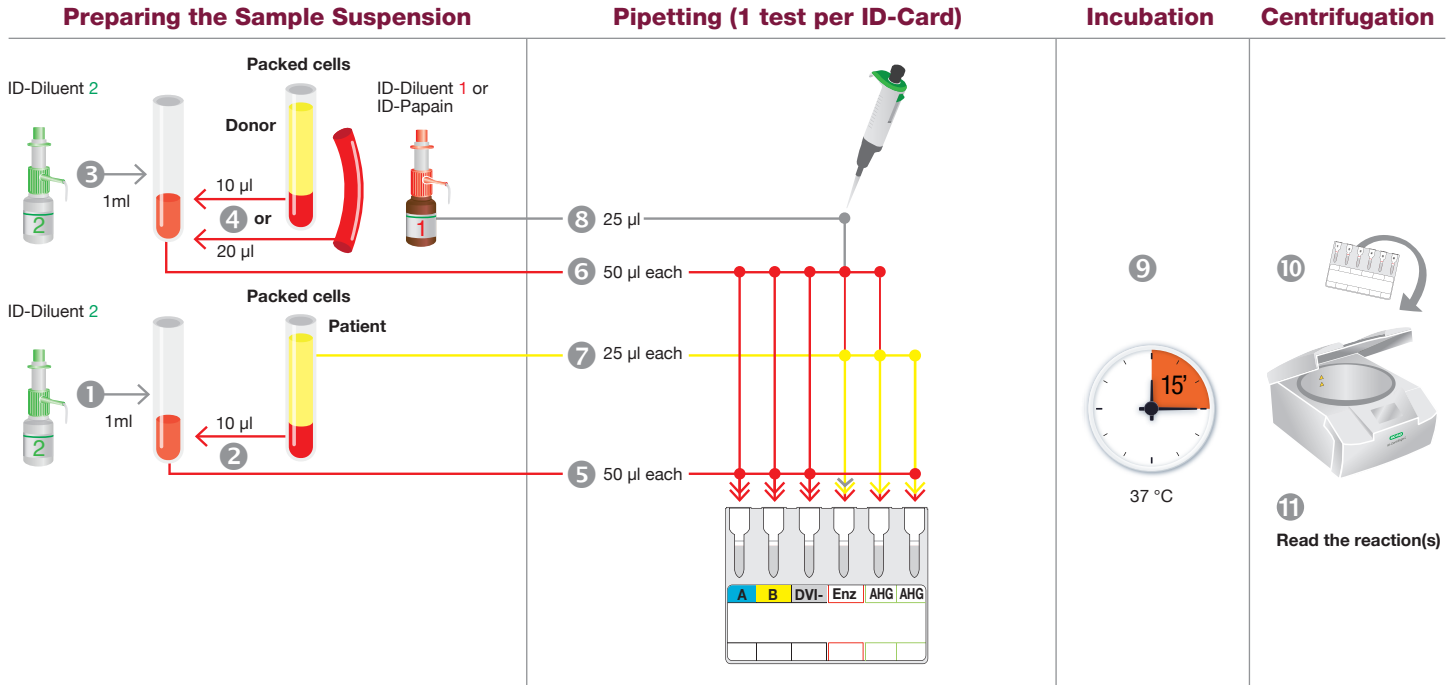 Preparing the Sample Suspension
Pipetting (1 test per ID-Card)
Incubation
Centrifugation
ID-Diluent 2
Packed cells
Donor
ID-Diluent 1 or
ID-Papain
3
1ml
2
10 µl
4 or
20 µl
1
8 25 µl
6 50 µl each
ID-Diluent 2
Packed cells
Patient
1
1ml
2
10 µl
2
7 25 µl each
5 50 µl each
A B DVI- Enz AHG AHG
9
15'
37 °C
10
BIO-RAD
11
Read the reaction(s)